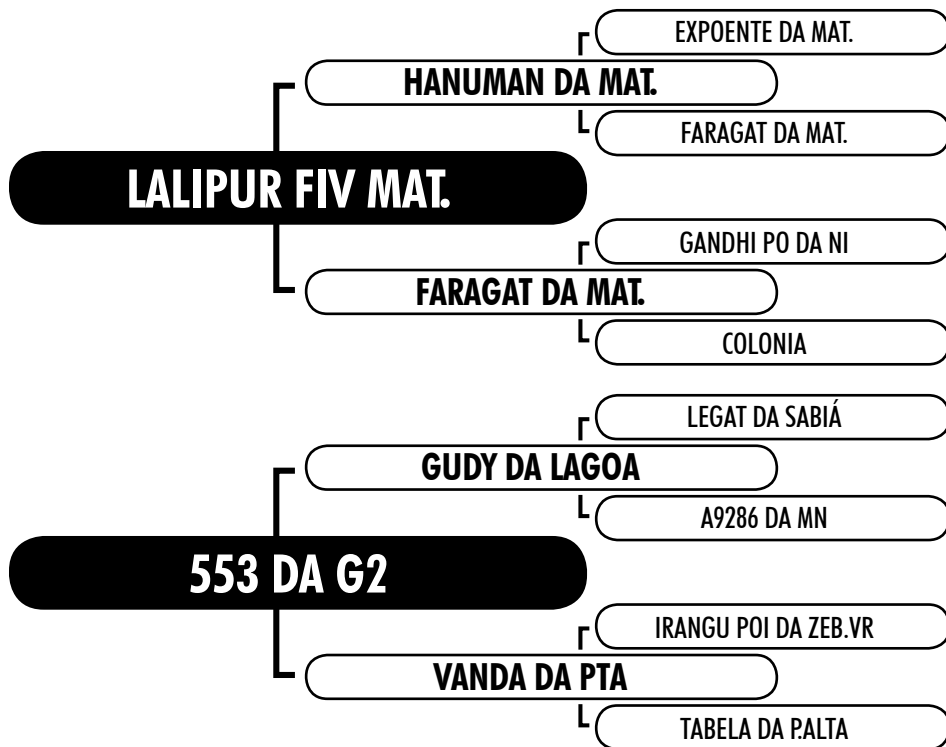 EXPOENTE DA MAT.
HANUMAN DA MAT.
FARAGAT DA MAT.
LALIPUR FIV MAT.
GANDHI PO DA NI
FARAGAT DA MAT.
COLONIA
LEGAT DA SABIÁ
GUDY DA LAGOA
A9286 DA MN
553 DA G2
IRANGU POI DA ZEB.VR
VANDA DA PTA
TABELA DA P.ALTA